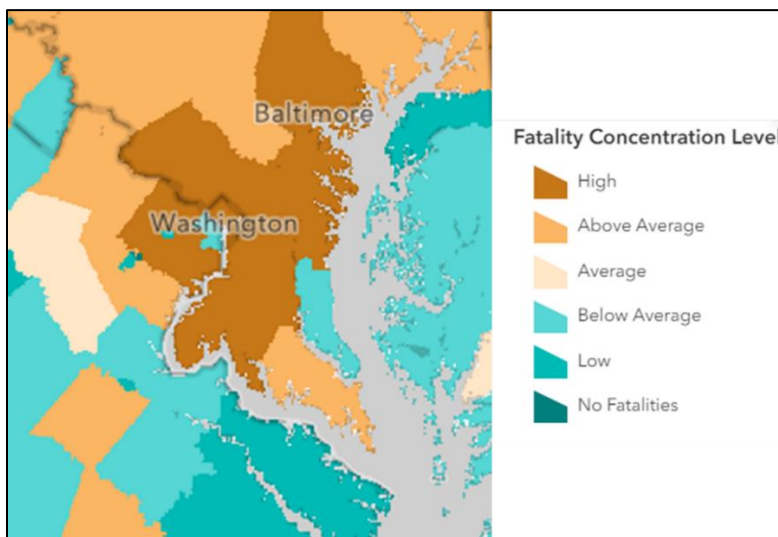 Baltimore
Washington
Fatality Concentration Level
High
Above Average
Average
Below Average
Low
No Fatalities